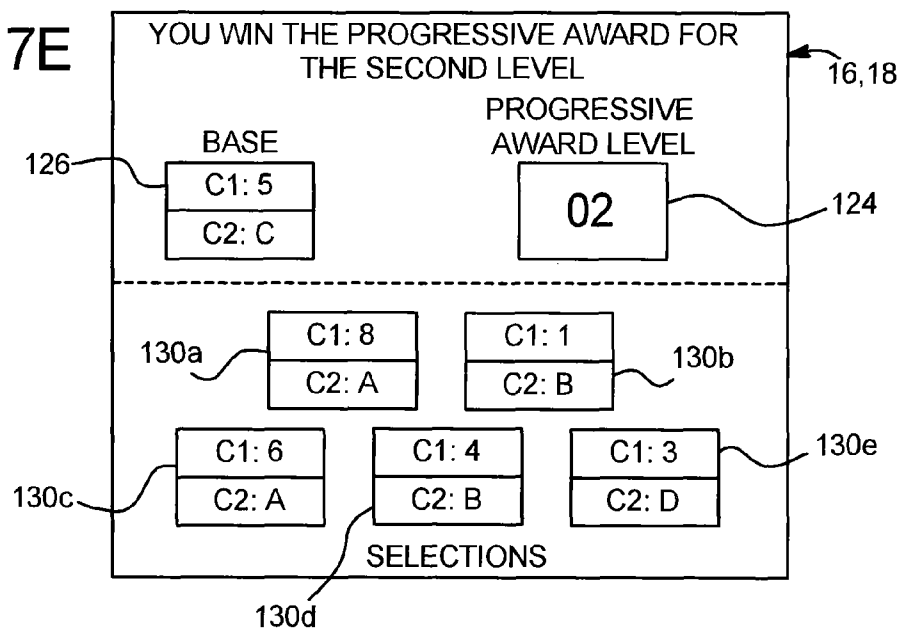 7E
YOU WIN THE PROGRESSIVE AWARD FOR
THE SECOND LEVEL
16,18
PROGRESSIVE
AWARD LEVEL
BASE
126
C1: 5
C2: C
02
124
130a
C1: 8
C2: A
C1: 1
C2: B
130b
130c
C1: 6
C2: A
C1: 4
C2: B
C1: 3
C2: D
130e
SELECTIONS
130d